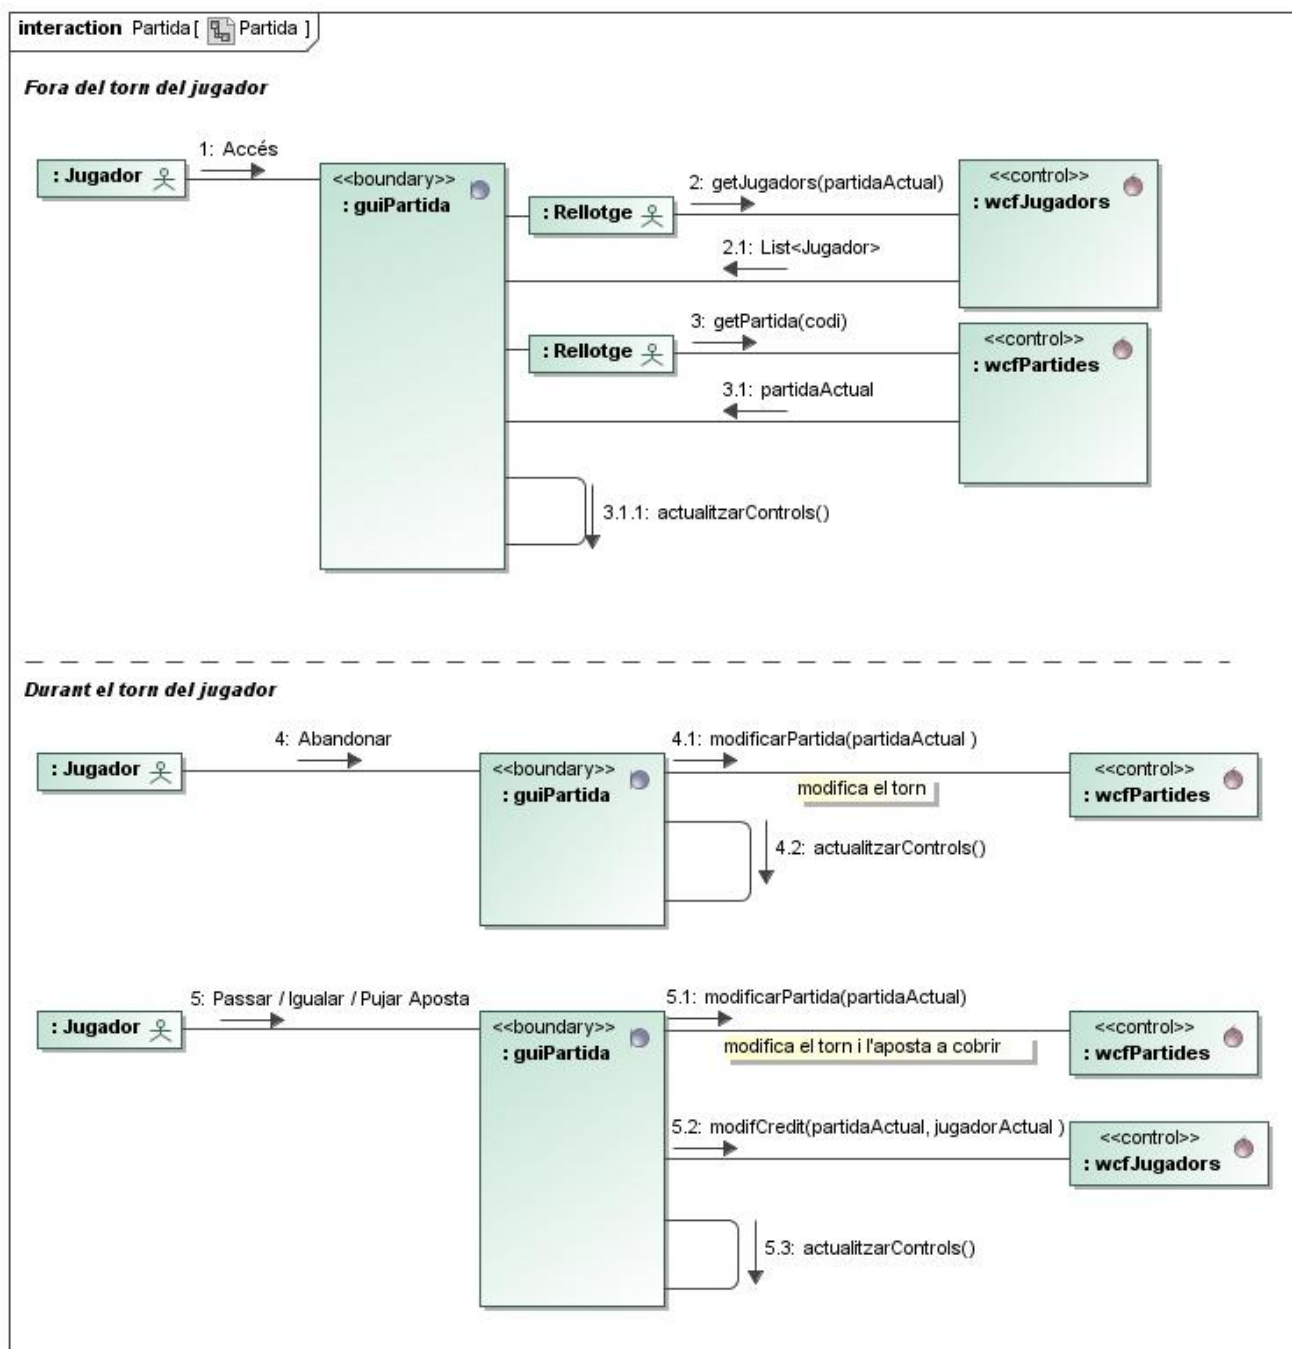 interaction Partida [ Partida ]
Fora del torn del jugador
1: Accés
: Jugador
<<boundary>>
: guiPartida
2: getJugadors(partidaActual)
: Rellotge
<<control>>
: wcfJugadors
2.1: List<Jugador>
3: getPartida(codi)
: Rellotge
<<control>>
: wcfPartides
3.1: partidaActual
3.1.1: actualitzarControls()
Durant el torn del jugador
4: Abandonar
: Jugador
<<boundary>>
: guiPartida
4.1: modificarPartida(partidaActual )
modifica el torn
<<control>>
: wcfPartides
4.2: actualitzarControls()
5: Passar / Igualar / Pujar Aposta
: Jugador
<<boundary>>
: guiPartida
5.1: modificarPartida(partidaActual)
modifica el torn i l'aposta a cobrir
<<control>>
: wcfPartides
5.2: modifCredit(partidaActual, jugadorActual )
<<control>>
: wcfJugadors
5.3: actualitzarControls()